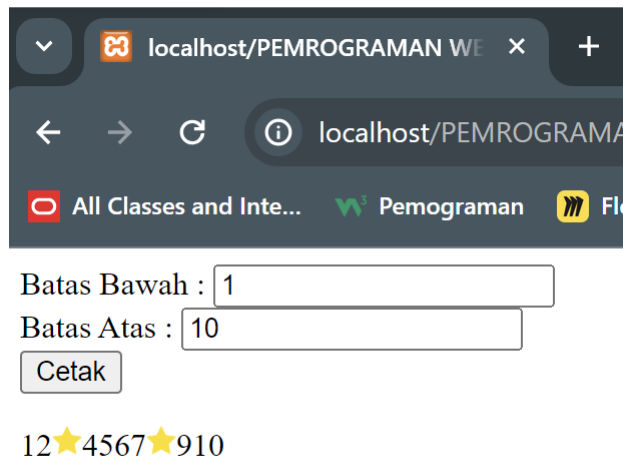 localhost/PEMROGRAMAN WE
localhost/PEMROGRAMA
All Classes and Inte... Pemograman Fl
Batas Bawah : 1
Batas Atas : 10
Cetak
12⭐4567⭐910